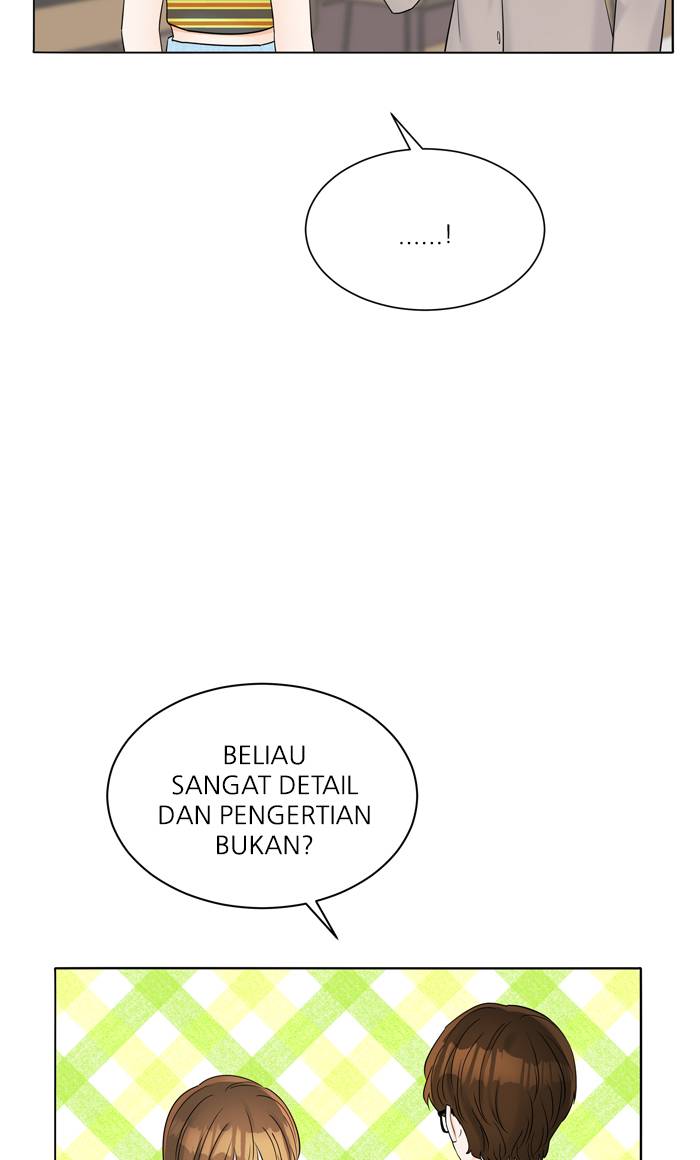 ......!
BELIAU
SANGAT DETAIL
DAN PENGERTIAN
BUKAN?